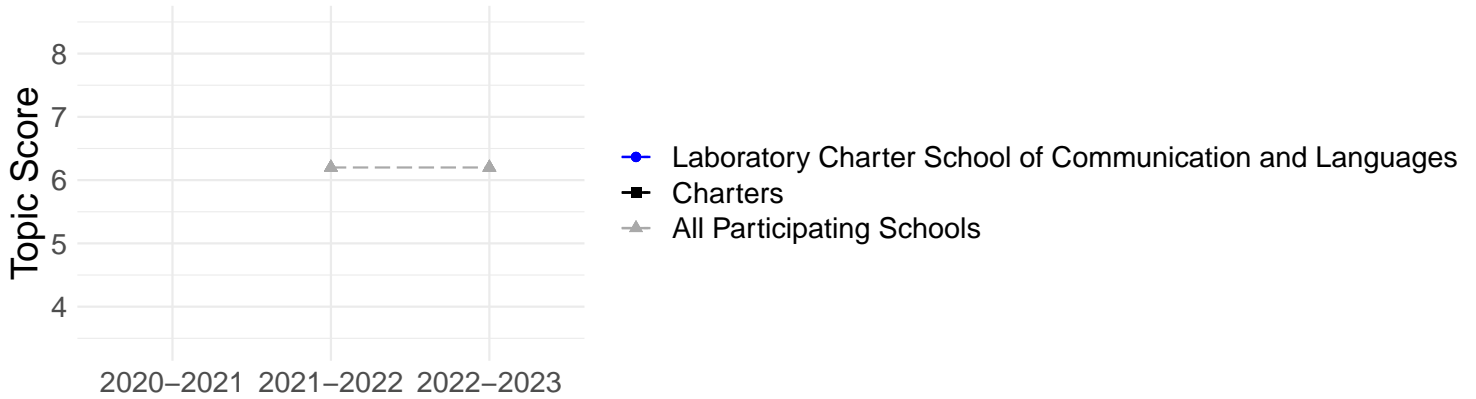 Topic Score
8
7
6
5
4
2020–2021 2021–2022 2022–2023
Laboratory Charter School of Communication and Languages
Charters
All Participating Schools